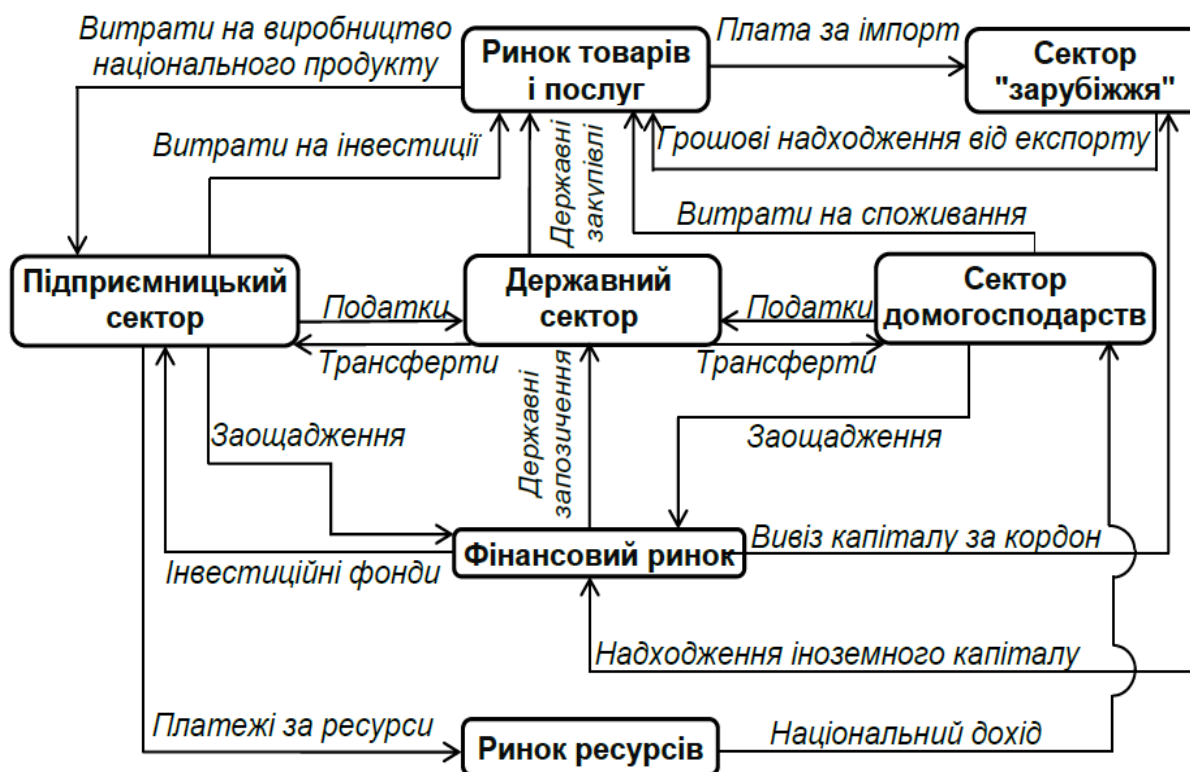 Витрати на виробництво
національного продукту
Ринок товарів
і послуг
Плата за імпорт
Сектор
"зарубіжжя"
Витрати на інвестиції
Державні
закупівлі
Грошові надходження від експорту
Витрати на споживання
Підприємницький
сектор
Податки
Трансферти
Державний
сектор
Податки
Трансферти
Сектор
домогосподарств
Заощадження
Державні
запозичення
Заощадження
Інвестиційні фонди
Фінансовий ринок
Вивіз капіталу за кордон
Надходження іноземного капіталу
Платежі за ресурси
Ринок ресурсів
Національний дохід